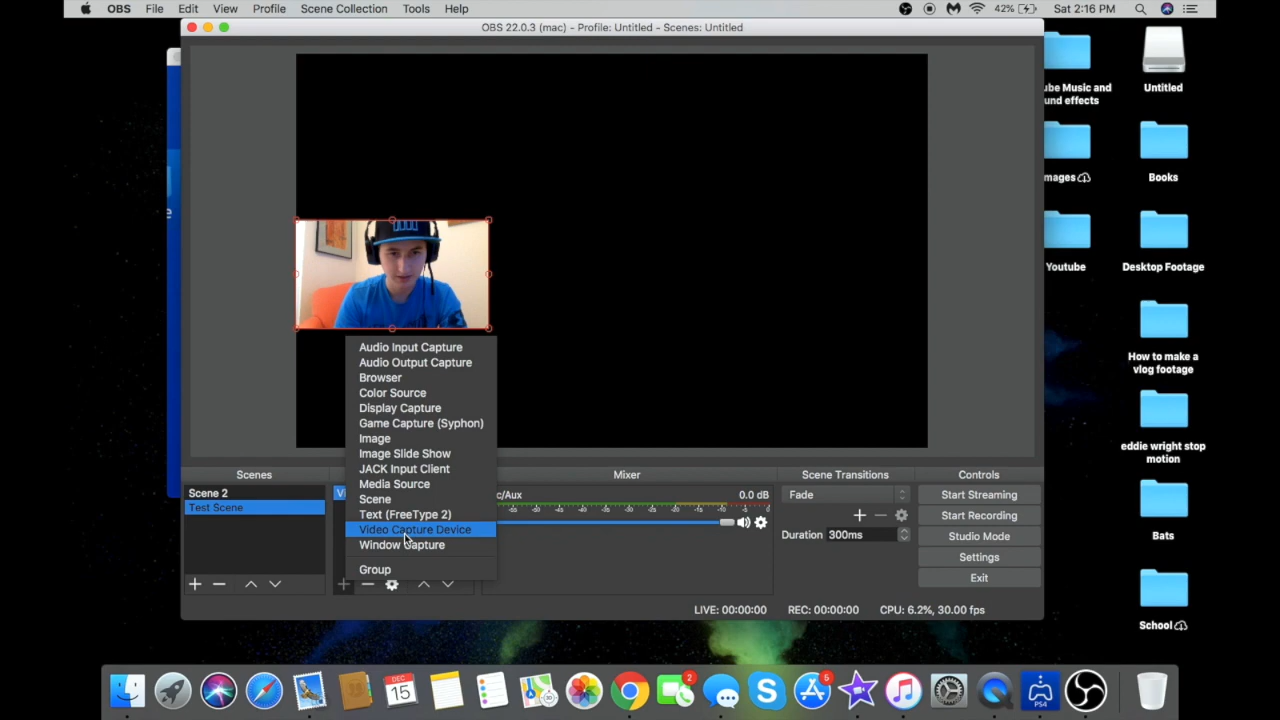 OBS File Edit View Profile Scene Collection Tools Help
42% Sat 2:16 PM
OBS 22.0.3 (mac) - Profile: Untitled - Scenes: Untitled
Audio Input Capture
Audio Output Capture
Browser
Color Source
Display Capture
Game Capture (Syphon)
Image
Image Slide Show
JACK Input Client
Media Source
Scene
Text (FreeType 2)
Video Capture Device
Window Capture
Group
Scenes
Scene 2
Test Scene
Mixer
c/Aux 0.0 dB
Scene Transitions
Fade
Duration 300ms
Controls
Start Streaming
Start Recording
Studio Mode
Settings
Exit
LIVE: 00:00:00 REC: 00:00:00 CPU: 6.2%, 30.00 fps
ube Music and
und effects
mages
Youtube
Untitled
Books
Desktop Footage
How to make a
vlog footage
eddie wright stop
motion
Bats
School
DEC
15
30
2
6
PS4